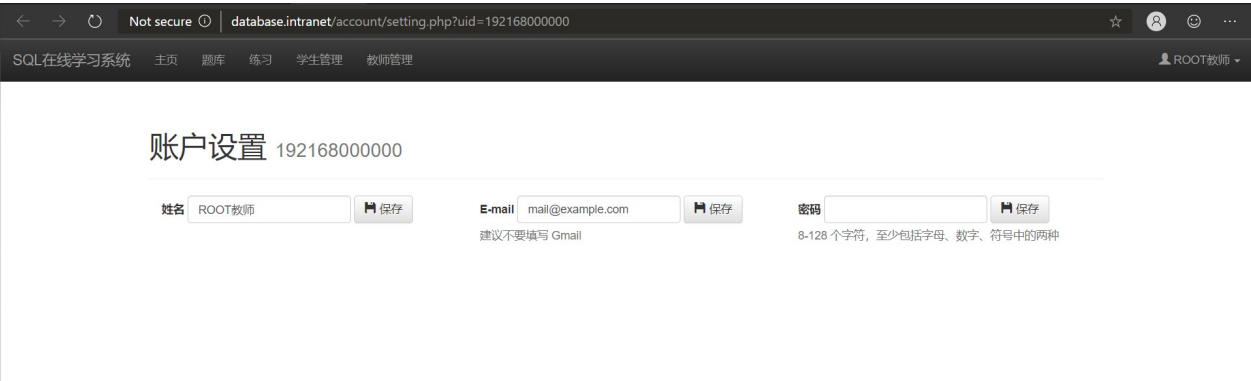 Not secure database.intranet/account/setting.php?uid=192168000000
SQL在线学习系统 主页 题库 练习 学生管理 教师管理 ROOT教师
账户设置 192168000000
姓名 ROOT教师 保存 E-mail mail@example.com 保存 密码 保存
建议不要填写 Gmail 8-128 个字符，至少包括字母、数字、符号中的两种